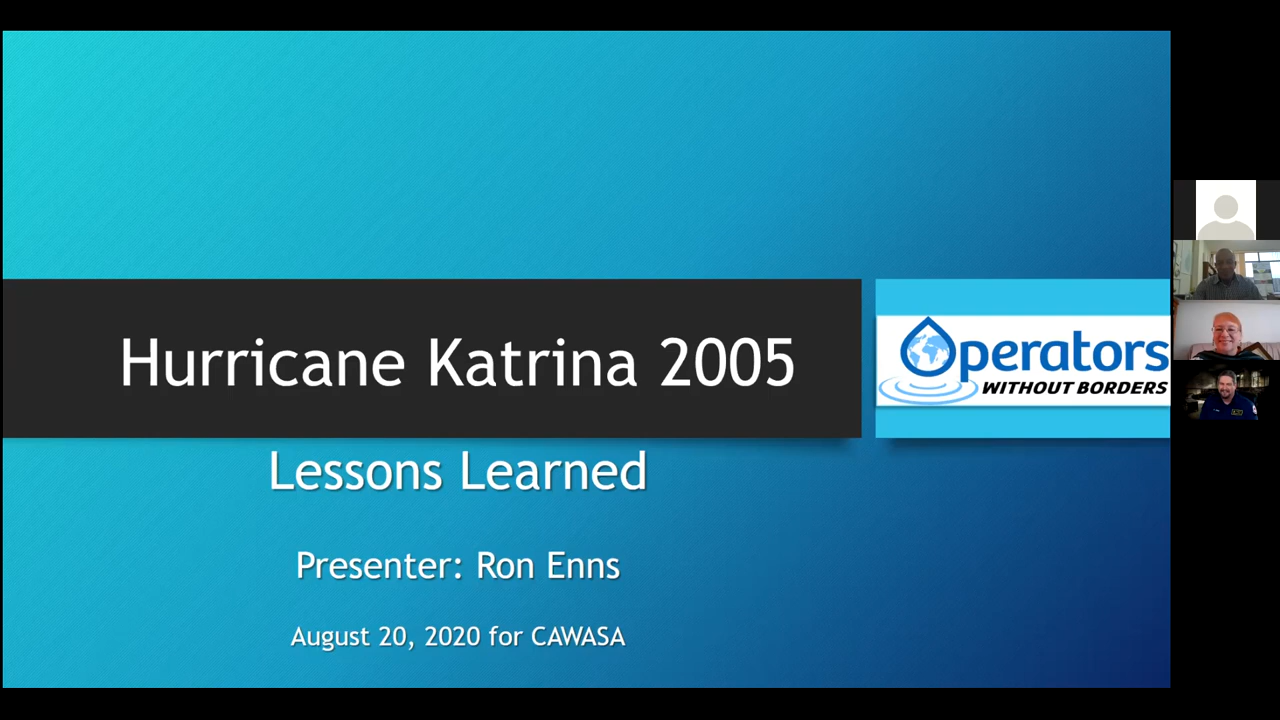 Hurricane Katrina 2005
Operators
WITHOUT BORDERS
Lessons Learned
Presenter: Ron Enns
August 20, 2020 for CAWASA